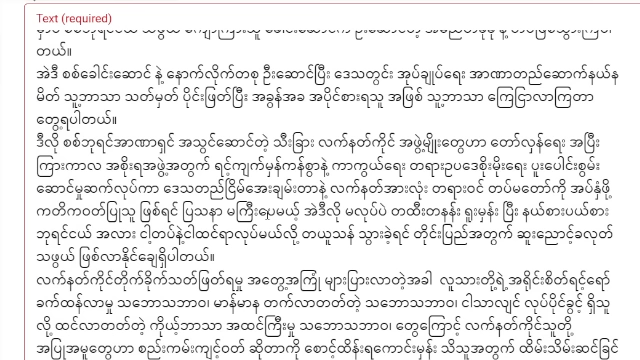 Text (required)
တယ်။
အဲဒီ စစ်ခေါင်းဆောင် နဲ့ နောက်လိုက်တစု ဦးဆောင်ပြီး ဒေသတွင်း အုပ်ချုပ်ရေး အာဏာတည်ဆောက်နယ်န
မိတ် သူ့ဘာသာ သတ်မှတ် ပိုင်းဖြတ်ပြီး အခွန်အခ အပိုင်စားရသူ အဖြစ် သူ့ဘာသာ ကြေငြာလာကြတာ
တွေ့ရပါတယ်။
ဒီလို စစ်ဘုရင်အာဏာရှင် အသွင်ဆောင်တဲ့ သီးခြား လက်နတ်ကိုင် အဖွဲ့မျိုးတွေဟာ တော်လှန်ရေး အပြီး
ကြားကာလ အစိုးရအဖွဲ့အတွက် ရင့်ကျက်မှန်ကန်စွာနဲ့ ကာကွယ်ရေး တရားဥပဒေစိုးမိုးရေး ပူးပေါင်းစွမ်း
ဆောင်မှုဆက်လုပ်ကာ ဒေသတည်ငြိမ်အေးချမ်းတာနဲ့ လက်နတ်အားလုံး တရားဝင် တပ်မတော်ကို အပ်နှံဖို့
ကတိကဝတ်ပြုသူ ဖြစ်ရင် ပြသနာ မကြီးပေမယ့် အဲဒီလို မလုပ်ပဲ တထီးတနန်း ရူးမှန်း ပြီး နယ်စားပယ်စား
ဘုရင်ငယ် အလား ငါ့တပ်နဲ့ငါထင်ရာလုပ်မယ်လို့ တယူသန် သွားခဲ့ရင် တိုင်းပြည်အတွက် ဆူးညောင့်ခလုတ်
သဖွယ် ဖြစ်လာနိုင်ချေရှိပါတယ်။
လက်နတ်ကိုင်တိုက်ခိုက်သတ်ဖြတ်ရမှု အတွေ့အကြုံ များပြားလာတဲ့အခါ လူသားတို့ရဲ့အရိုင်းစိတ်ရင့်ရော်
ခက်ထန်လာမှု သဘောသဘာဝ၊ မာန်မာန တက်လာတတ်တဲ့ သဘောသဘာဝ၊ ငါသာလျင် လုပ်ပိုင်ခွင့် ရှိသူ
လို့ ထင်လာတတ်တဲ့ ကိုယ့်ဘာသာ အထင်ကြီးမှု သဘောသဘာဝ၊ တွေကြောင့် လက်နတ်ကိုင်သူတို့
အပြုအမူတွေဟာ စည်းကမ်းကျင့်ဝတ် ဆိုတာကို စောင့်ထိန်းရကောင်းမှန်း သိသူအတွက် ထိမ်းသိမ်းဆင်ခြင်